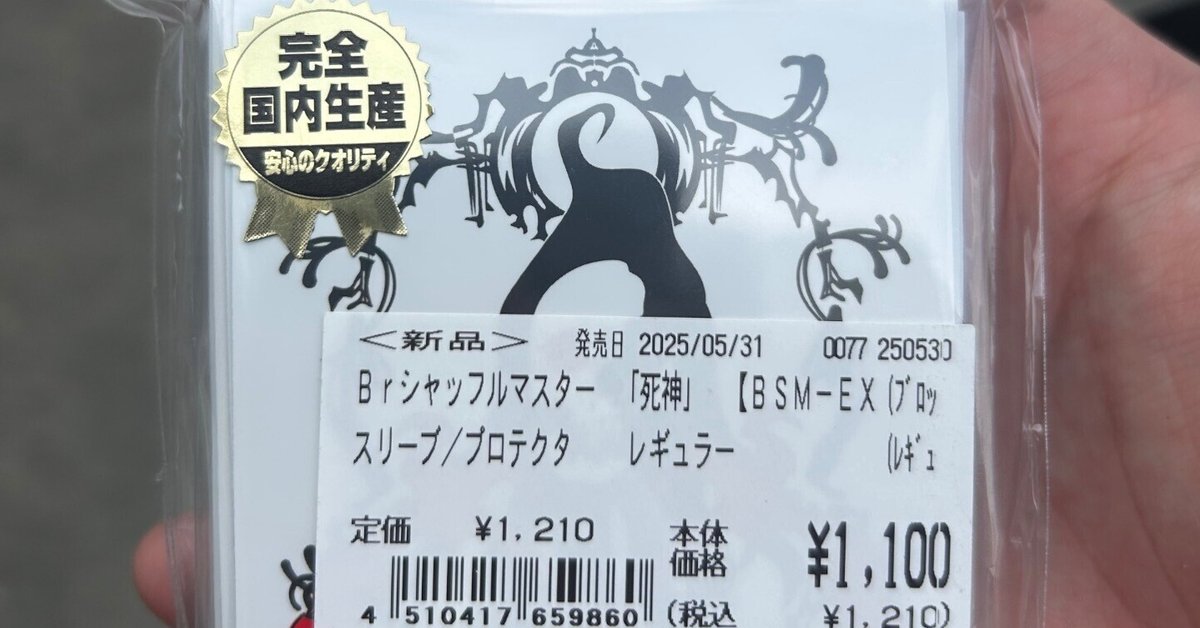 完全
国内生産
安心のクオリティ
＜新品＞ 発売日 2025/05/31 0077 250530
Ｂｒシャッフルマスター 「死神」 【ＢＳＭ－ＥＸ (ﾌﾞﾛｯ
スリーブ／プロテクタ レギュラー (ﾚｷﾞｭ
定価 ¥1,210 本体価格 ¥1,100
4 510417 659860 (税込 ¥1,210)